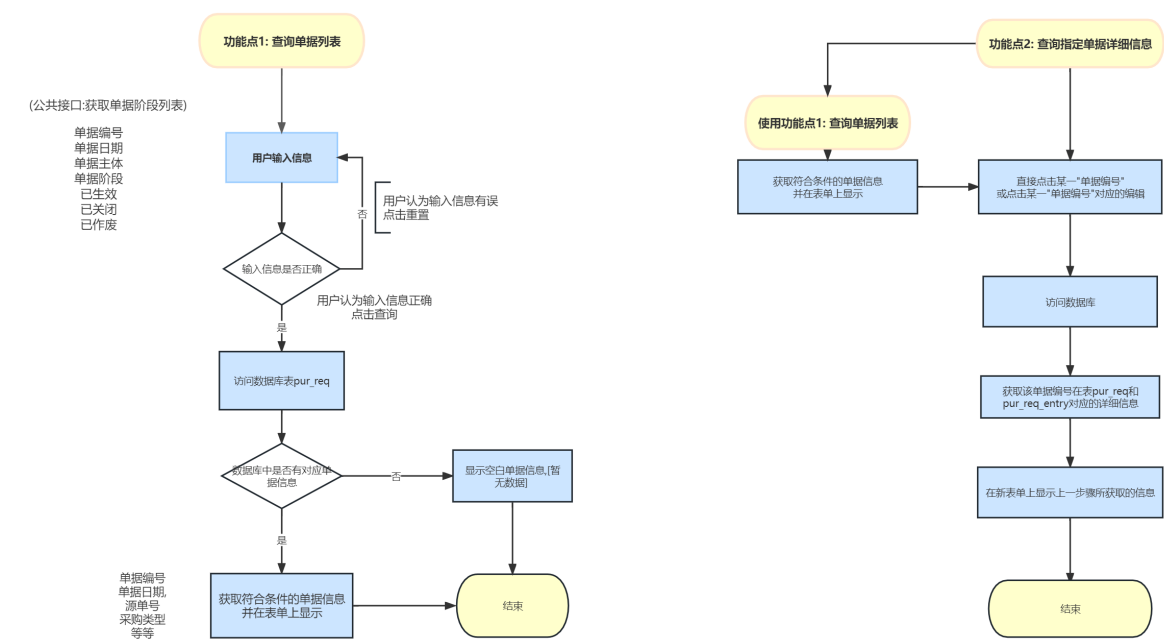 功能点1: 查询单据列表
(公共接口:获取单据阶段列表)
单据编号
单据日期
单据主体
单据阶段
已生效
已关闭
已作废
用户输入信息
否
用户认为输入信息有误
点击重置
输入信息是否正确
用户认为输入信息正确
点击查询
是
访问数据库表pur_req
数据库中是否有对应单
据信息
否
显示空白单据信息,[暂
无数据]
是
单据编号
单据日期,
源单号
采购类型
等等
获取符合条件的单据信息
并在表单上显示
结束
功能点2: 查询指定单据详细信息
使用功能点1: 查询单据列表
获取符合条件的单据信息
并在表单上显示
直接点击某一"单据编号"
或点击某一"单据编号"对应的编辑
访问数据库
获取该单据编号在表pur_req和
pur_req_entry对应的详细信息
在新表单上显示上一步骤所获取的信息
结束